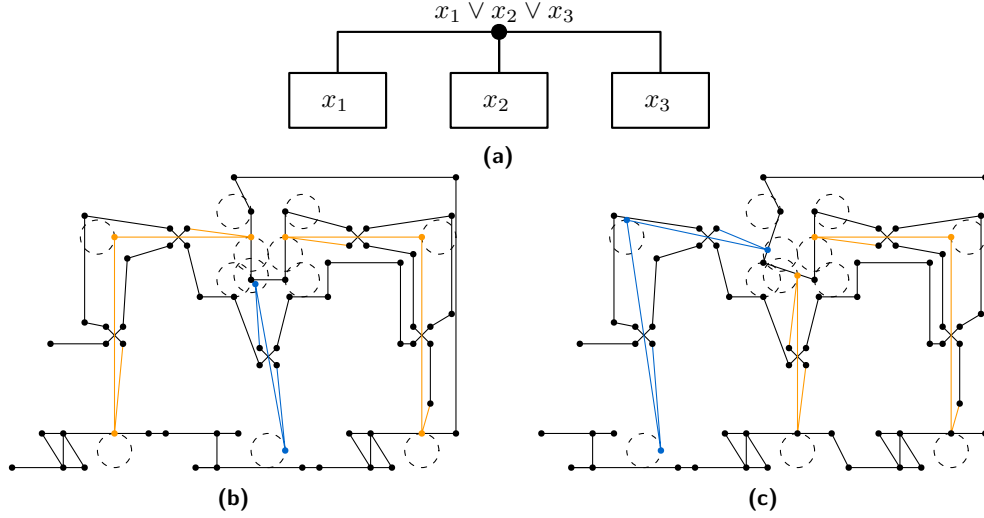 x₁ ∨ x₂ ∨ x₃
x₁ x₂ x₃
(a)
(b) (c)